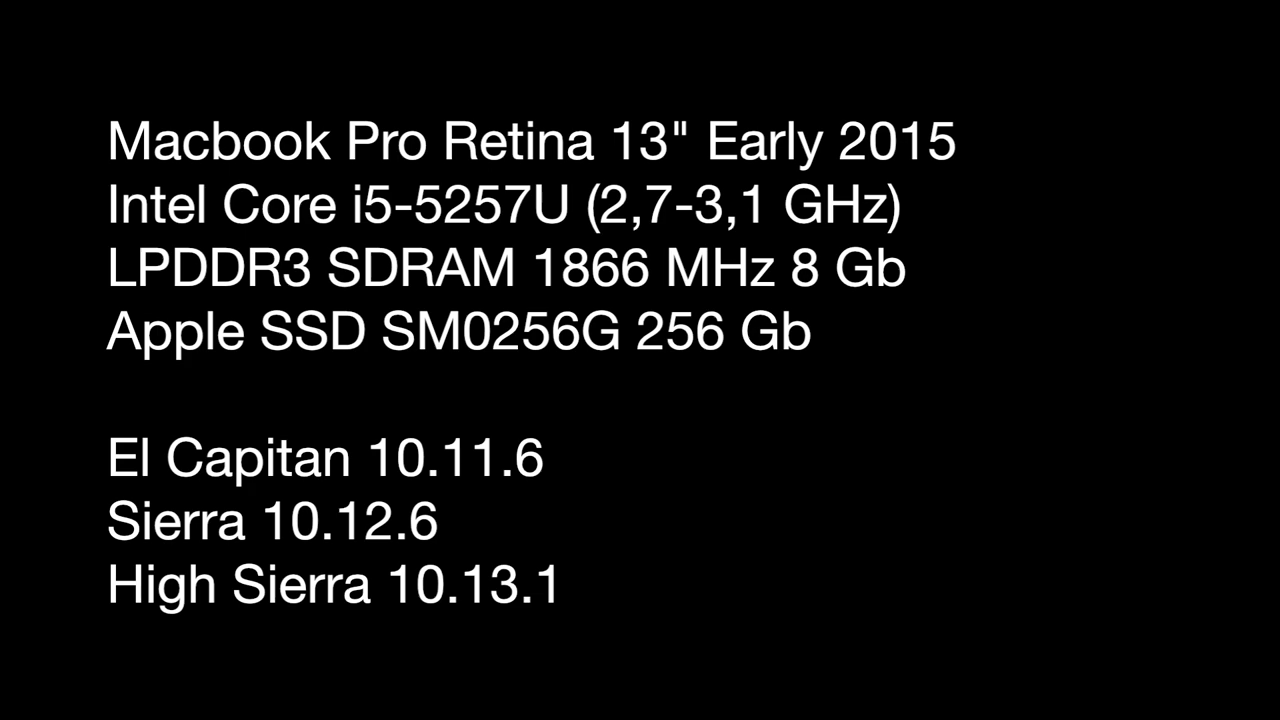 Macbook Pro Retina 13" Early 2015
Intel Core i5-5257U (2,7-3,1 GHz)
LPDDR3 SDRAM 1866 MHz 8 Gb
Apple SSD SM0256G 256 Gb
El Capitan 10.11.6
Sierra 10.12.6
High Sierra 10.13.1